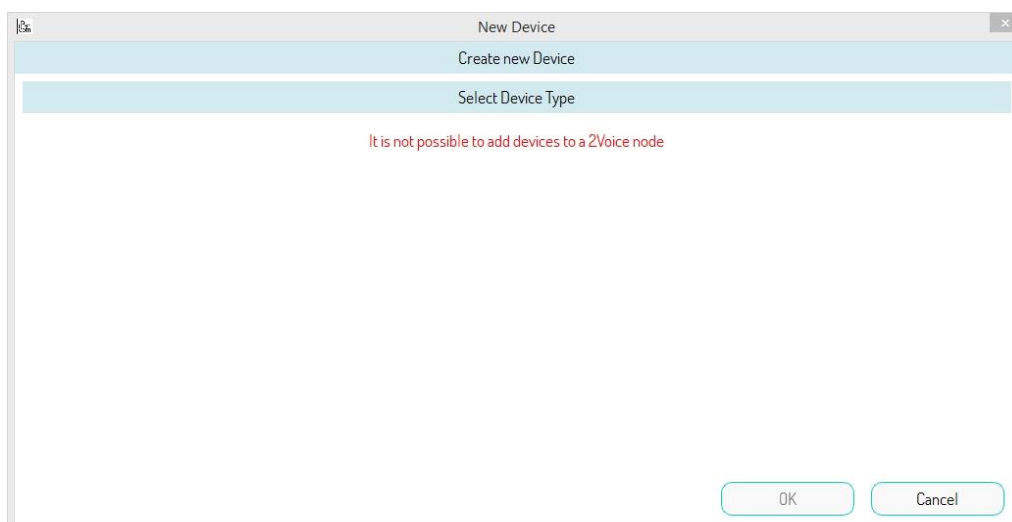 New Device
Create new Device
Select Device Type
It is not possible to add devices to a 2Voice node
OK
Cancel